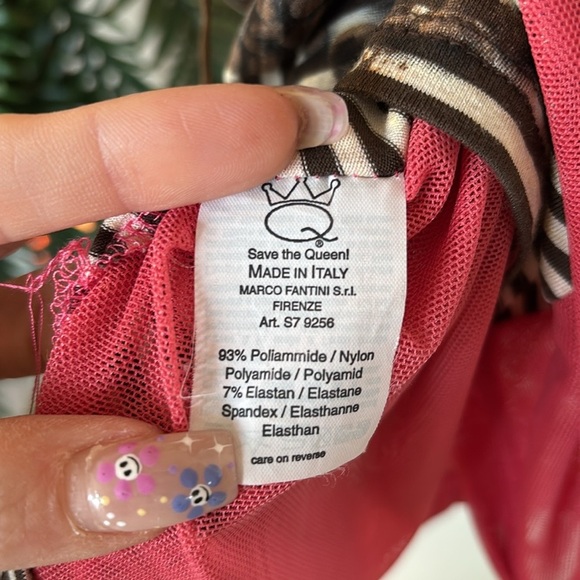 Q
®
Save the Queen!
MADE IN ITALY
MARCO FANTINI S.r.l.
FIRENZE
Art. S7 9256
93% Poliammide / Nylon
Polyamide / Polyamid
7% Elastan / Elastane
Spandex / Elasthanne
Elasthan
care on reverse